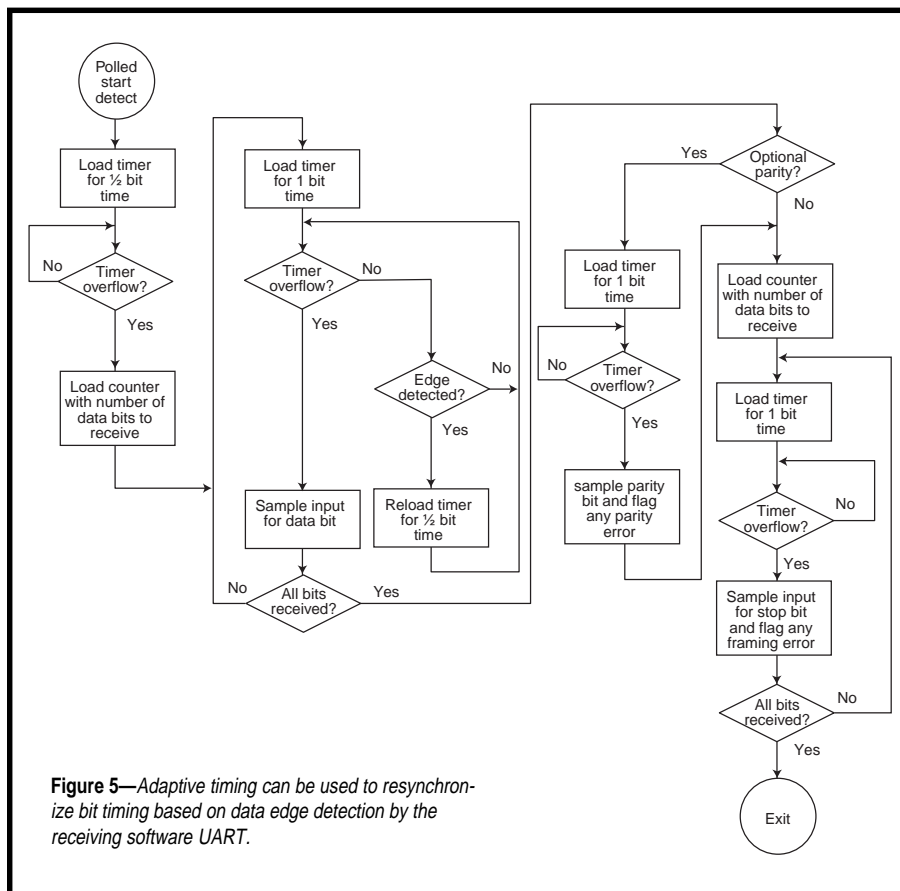 Polled
start
detect
Load timer
for ½ bit
time
No
Timer
overflow?
Yes
Load counter
with number of
data bits to
receive
Load timer
for 1 bit
time
Timer
overflow?
No
Yes
Edge
detected?
No
Yes
Sample input
for data bit
Reload timer
for ½ bit
time
No
All bits
received?
Yes
Yes
Optional
parity?
No
Load timer
for 1 bit
time
No
Timer
overflow?
Yes
sample parity
bit and flag
any parity
error
Load counter
with number of
data bits to
receive
Load timer
for 1 bit
time
Timer
overflow?
No
Yes
Sample input
for stop bit
and flag any
framing error
All bits
received?
No
Yes
Exit
Figure 5—Adaptive timing can be used to resynchron-
ize bit timing based on data edge detection by the
receiving software UART.